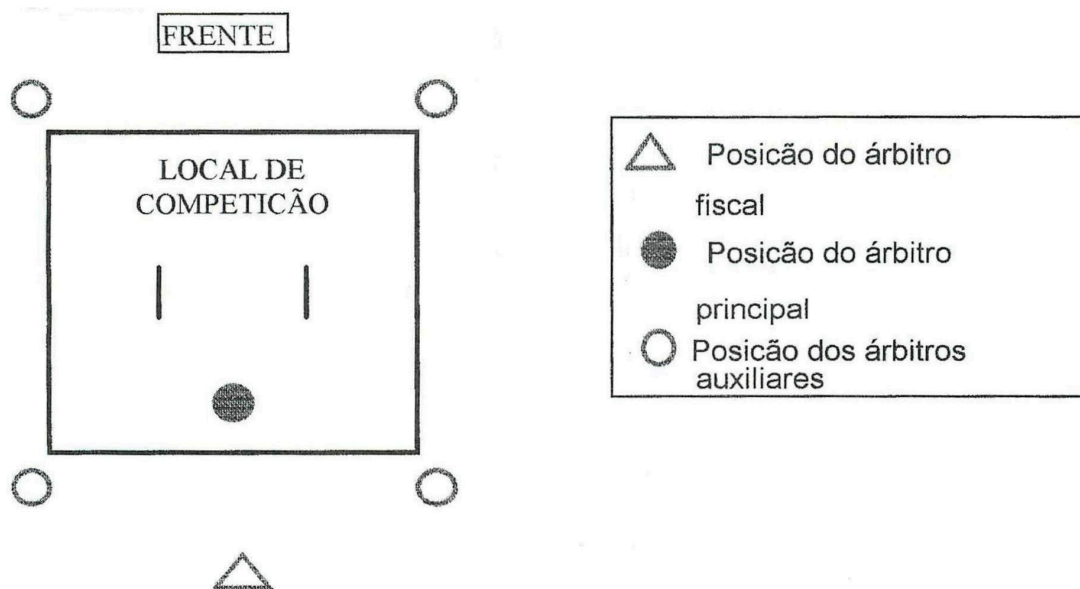 FRENTE
LOCAL DE
COMPETICÃO
Posicão do árbitro
fiscal
Posicão do árbitro
principal
Posicão dos árbitros
auxiliares